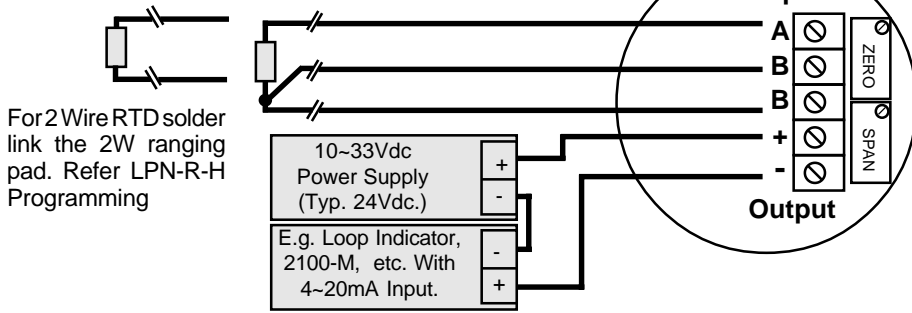 A
B
B
+
-
ZERO
SPAN
Output
For 2 Wire RTD solder
link the 2W ranging
pad. Refer LPN-R-H
Programming
10~33Vdc
Power Supply
(Typ. 24Vdc.)
+
-
E.g. Loop Indicator,
2100-M, etc. With
4~20mA Input.
-
+